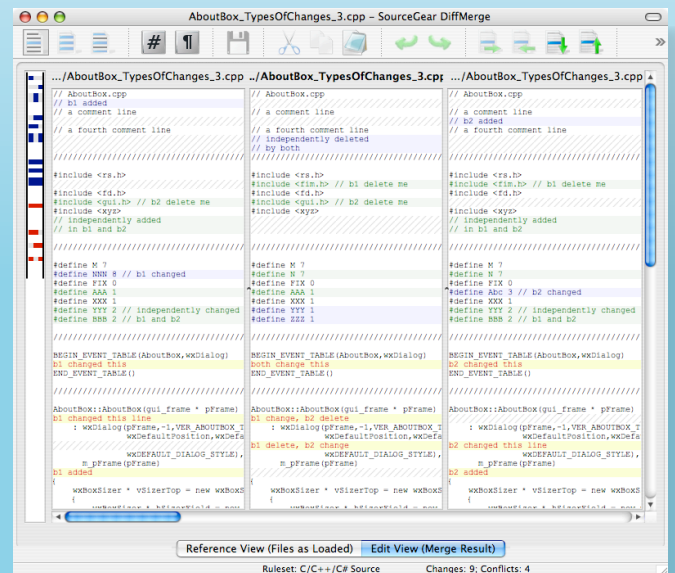 AboutBox_TypesOfChanges_3.cpp – SourceGear DiffMerge
# ¶ »
.../AboutBox_TypesOfChanges_3.cpp
// AboutBox.cpp
// b1 added
// a comment line
// a fourth comment line
////////////////////////////////
#include <rs.h>
#include <fd.h>
#include <gui.h> // b2 delete me
#include <xyz>
// independently added
// in b1 and b2
////////////////////////////////
#define M 7
#define NNN 8 // b1 changed
#define FIX 0
#define AAA 1
#define XXX 1
#define YYY 2 // independently changed
#define BBB 2 // b1 and b2
////////////////////////////////
BEGIN_EVENT_TABLE(AboutBox,wxDialog)
b1 changed this
END_EVENT_TABLE()
////////////////////////////////
AboutBox::AboutBox(gui_frame * pFrame)
b1 changed this line
: wxDialog(pFrame,-1,VER_ABOUTBOX_T
wxDefaultPosition,wxDefa
wxDEFAULT_DIALOG_STYLE),
m_pFrame(pFrame)
b1 added
{
wxBoxSizer * vSizerTop = new wxBoxS
{
../AboutBox_TypesOfChanges_3.cpp
// AboutBox.cpp
// a comment line
// a fourth comment line
// independently deleted
// by both
////////////////////////////////
#include <rs.h>
#include <fim.h> // b1 delete me
#include <fd.h>
#include <gui.h> // b2 delete me
#include <xyz>
////////////////////////////////
#define M 7
#define N 7
#define FIX 0
#define AAA 1
#define XXX 1
#define YYY 1
#define ZZZ 1
////////////////////////////////
BEGIN_EVENT_TABLE(AboutBox,wxDialog)
both change this
END_EVENT_TABLE()
////////////////////////////////
AboutBox::AboutBox(gui_frame * pFrame)
b1 change, b2 delete
: wxDialog(pFrame,-1,VER_ABOUTBOX_T
wxDefaultPosition,wxDefa
b1 delete, b2 change
wxDEFAULT_DIALOG_STYLE),
m_pFrame(pFrame)
{
wxBoxSizer * vSizerTop = new wxBoxS
{
.../AboutBox_TypesOfChanges_3.cpp
// AboutBox.cpp
// a comment line
// b2 added
// a fourth comment line
////////////////////////////////
#include <rs.h>
#include <fim.h> // b1 delete me
#include <fd.h>
#include <xyz>
// independently added
// in b1 and b2
////////////////////////////////
#define M 7
#define N 7
#define FIX 0
#define Abc 3 // b2 changed
#define XXX 1
#define YYY 2 // independently changed
#define BBB 2 // b1 and b2
////////////////////////////////
BEGIN_EVENT_TABLE(AboutBox,wxDialog)
b2 changed this
END_EVENT_TABLE()
////////////////////////////////
AboutBox::AboutBox(gui_frame * pFrame)
: wxDialog(pFrame,-1,VER_ABOUTBOX_T
wxDefaultPosition,wxDefa
b2 changed this line
wxDEFAULT_DIALOG_STYLE),
m_pFrame(pFrame)
b2 added
{
wxBoxSizer * vSizerTop = new wxBoxS
{
Reference View (Files as Loaded) Edit View (Merge Result)
Ruleset: C/C++/C# Source Changes: 9; Conflicts: 4